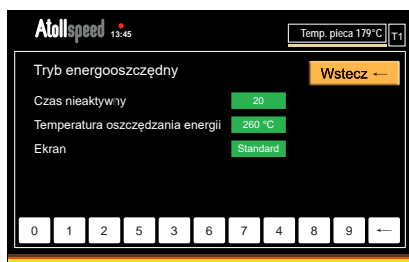 Atollspeed 13:45
Temp. pieca 179°C T1
Tryb energooszczędny
Wstecz ←
Czas nieaktywny 20
Temperatura oszczędzania energii 260 °C
Ekran Standard
0 1 2 5 3 6 7 4 8 9 ←